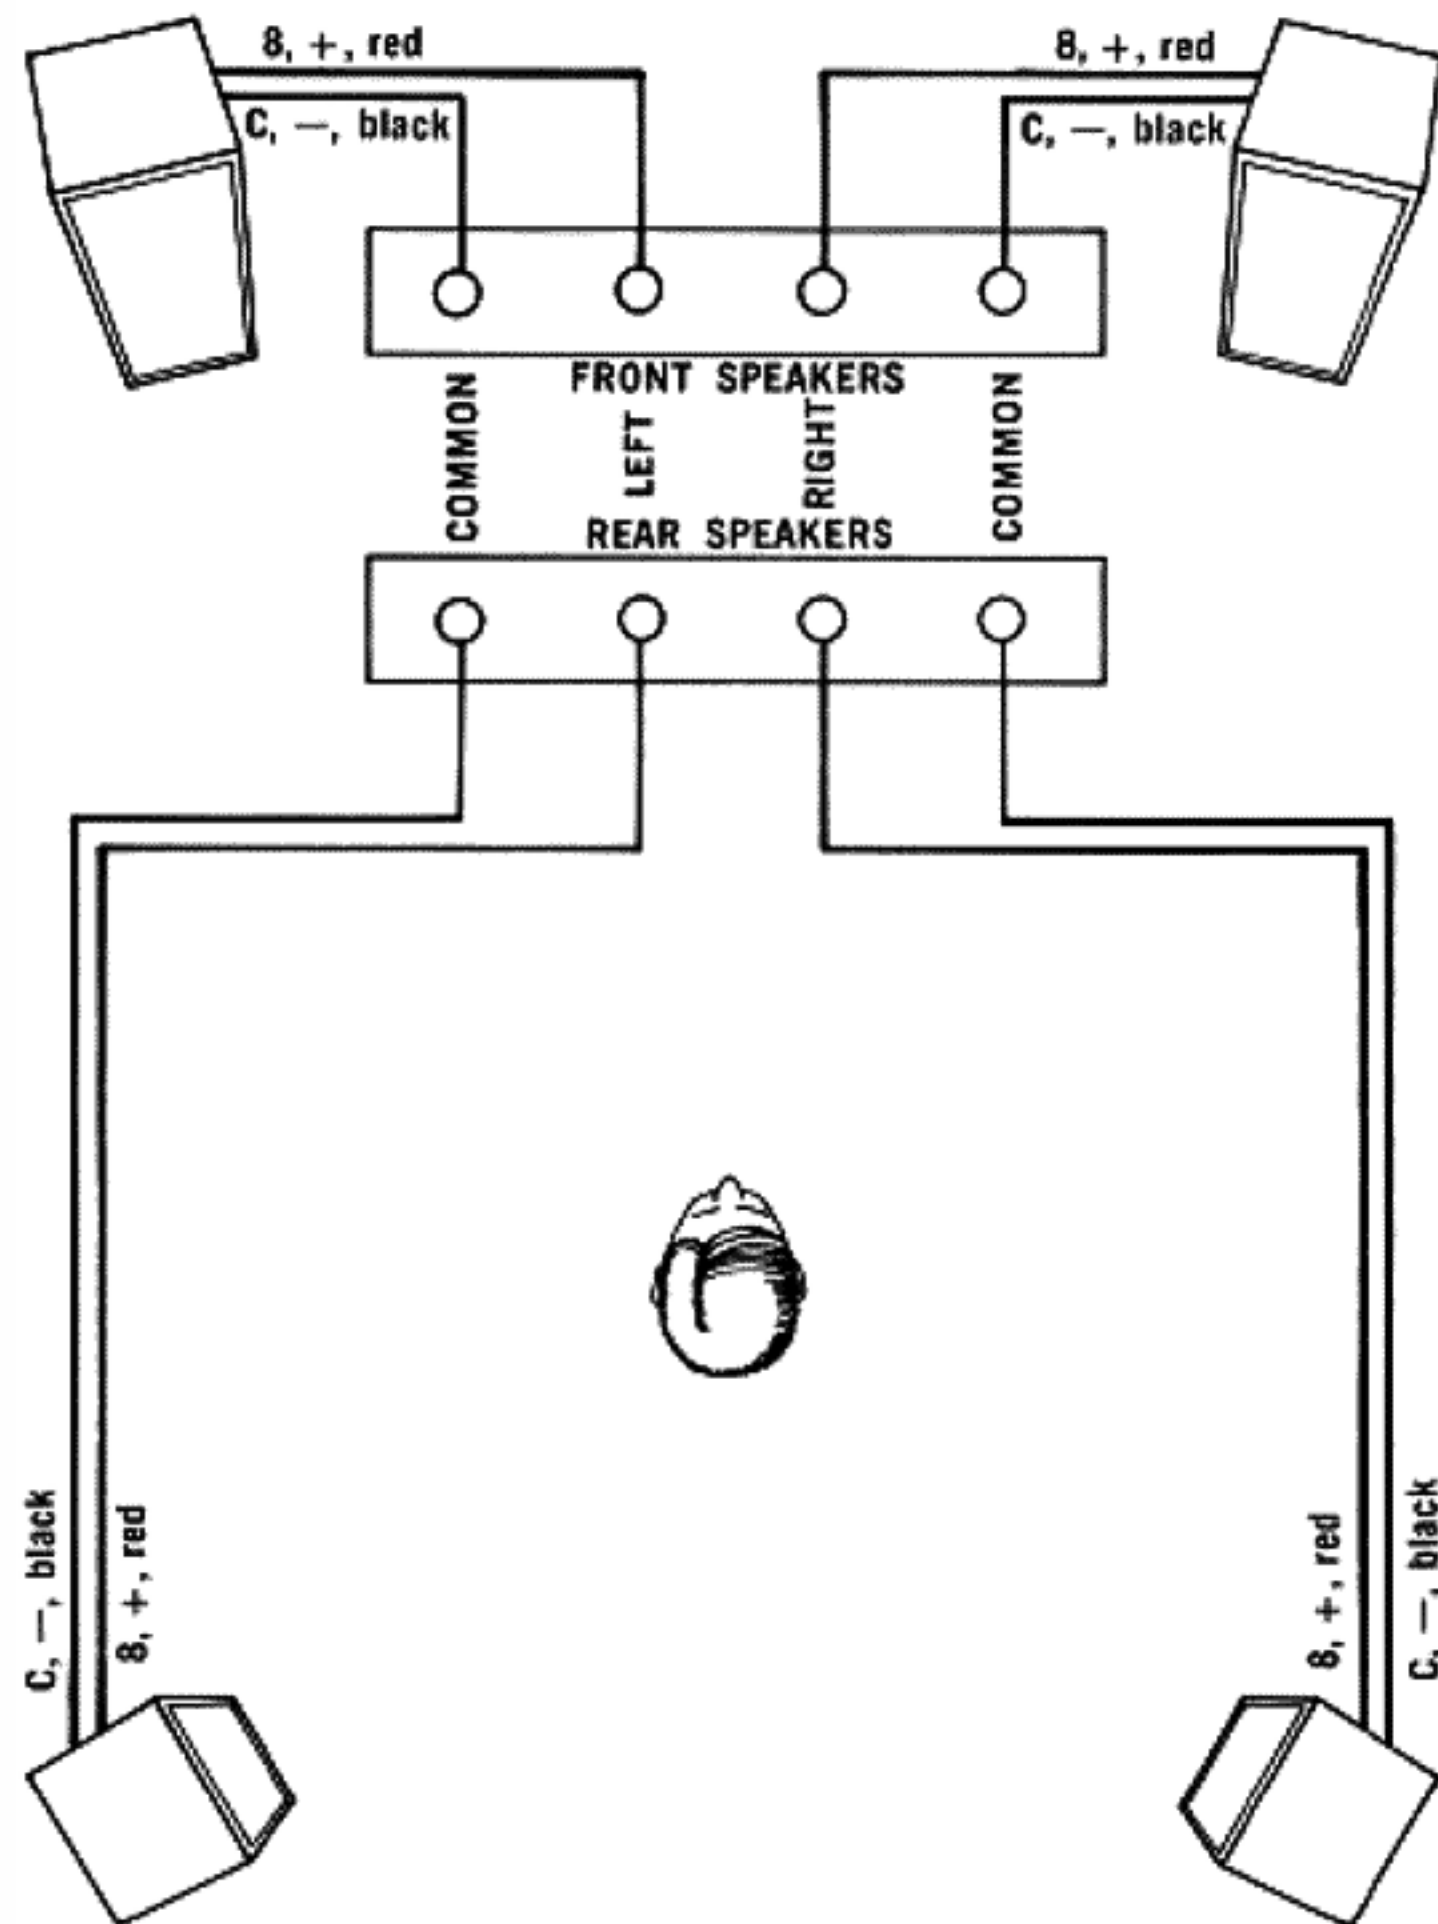 8, +, red
8, +, red
C, —, black
C, —, black
FRONT SPEAKERS
COMMON
LEFT
RIGHT
COMMON
REAR SPEAKERS
C, —, black
8, +, red
8, +, red
C, —, black